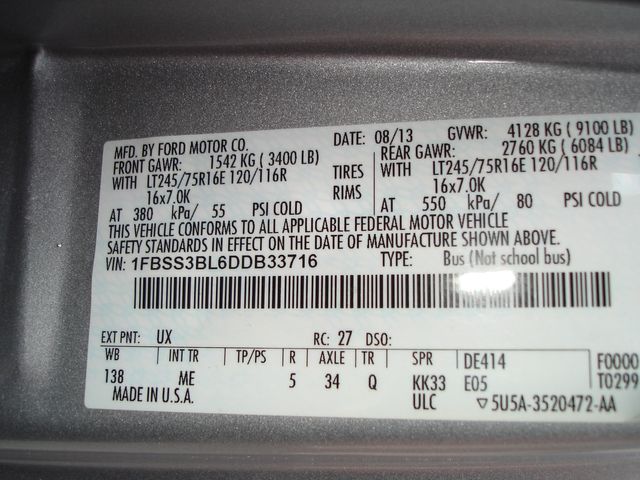 MFD. BY FORD MOTOR CO. DATE: 08/13 GVWR: 4128 KG ( 9100 LB)
FRONT GAWR: 1542 KG ( 3400 LB) REAR GAWR: 2760 KG ( 6084 LB)
WITH LT245/75R16E 120/116R TIRES WITH LT245/75R16E 120/116R
16x7.0K RIMS 16x7.0K
AT 380 kPa/ 55 PSI COLD AT 550 kPa/ 80 PSI COLD
THIS VEHICLE CONFORMS TO ALL APPLICABLE FEDERAL MOTOR VEHICLE
SAFETY STANDARDS IN EFFECT ON THE DATE OF MANUFACTURE SHOWN ABOVE.
VIN: 1FBSS3BL6DDB33716 TYPE: Bus (Not school bus)
EXT PNT: UX RC: 27 DSO:
WB INT TR TP/PS R AXLE TR SPR DE414 F0000
138 ME 5 34 Q KK33 E05 T0299
MADE IN U.S.A. ULC ▽5U5A-3520472-AA